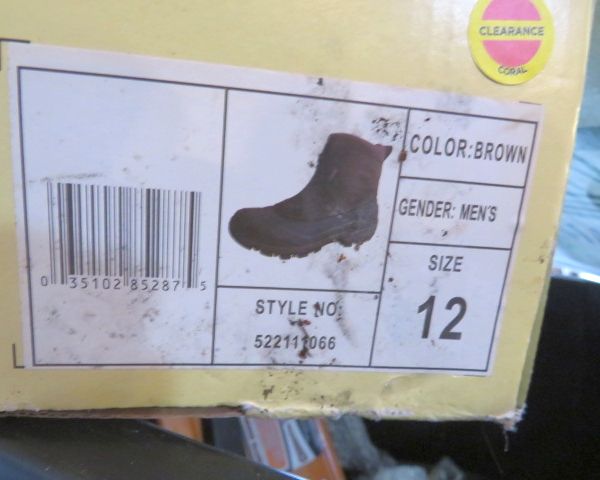 CLEARANCE
CORAL
COLOR:BROWN
GENDER: MEN'S
SIZE
12
0 35102 85287 5
STYLE NO:
522111066